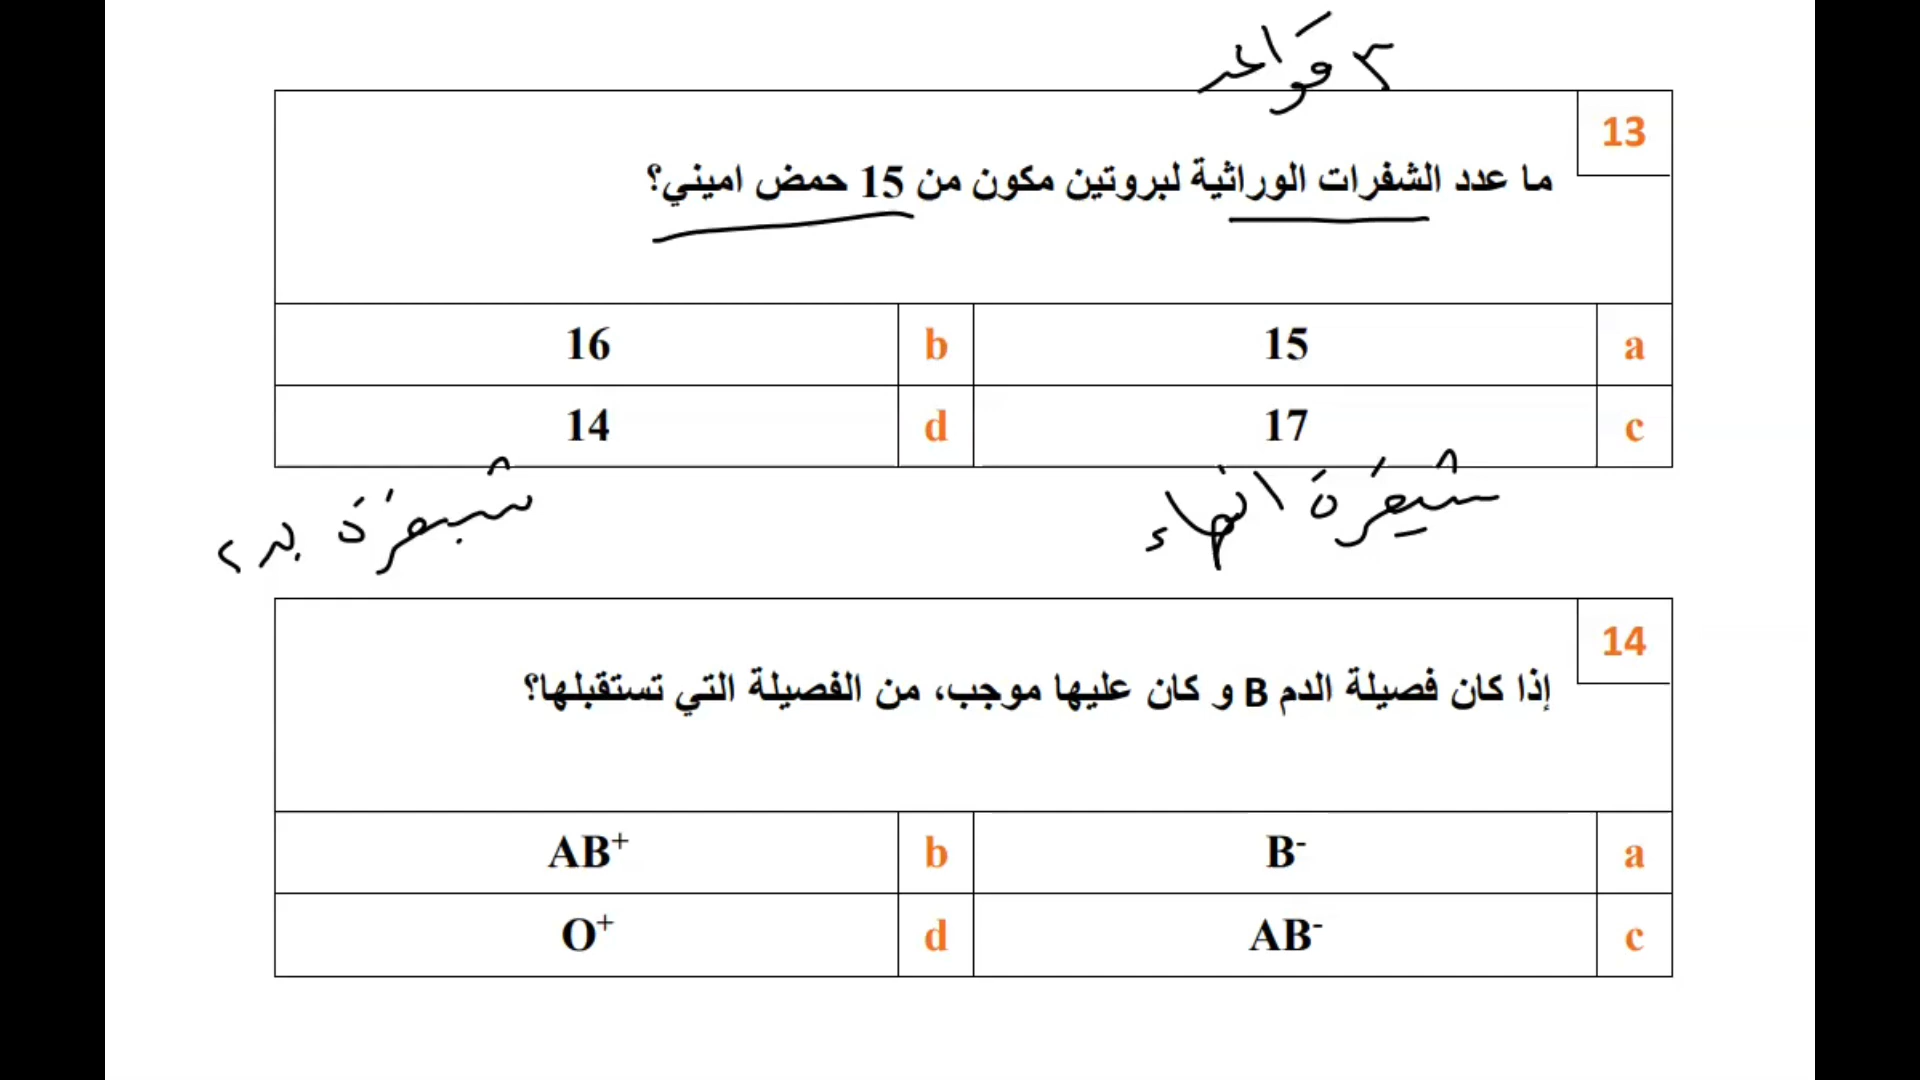 ٣ قواعد
13
ما عدد الشفرات الوراثية لبروتين مكون من 15 حمض اميني؟
a 15 b 16
c 17 d 14
شيفرة انهاء شيفرة بدء
14
إذا كان فصيلة الدم B و كان عليها موجب، من الفصيلة التي تستقبلها؟
a B- b AB+
c AB- d O+